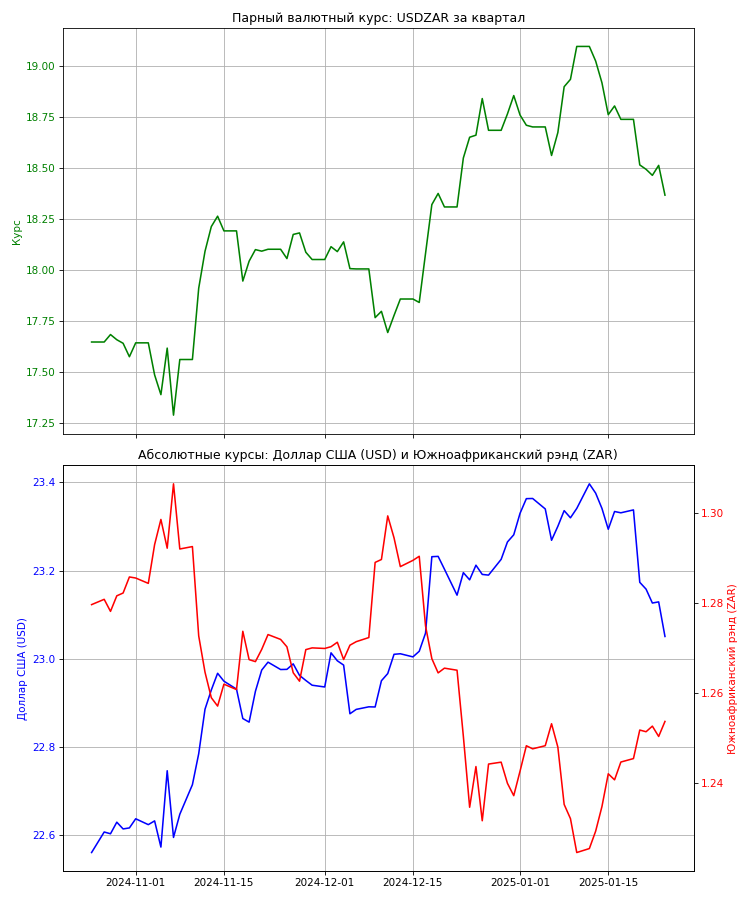 Парный валютный курс: USDZAR за квартал
19.00
18.75
18.50
18.25
18.00
17.75
17.50
17.25
Курс
Абсолютные курсы: Доллар США (USD) и Южноафриканский рэнд (ZAR)
23.4
23.2
23.0
22.8
22.6
Доллар США (USD)
1.30
1.28
1.26
1.24
Южноафриканский рэнд (ZAR)
2024-11-01 2024-11-15 2024-12-01 2024-12-15 2025-01-01 2025-01-15